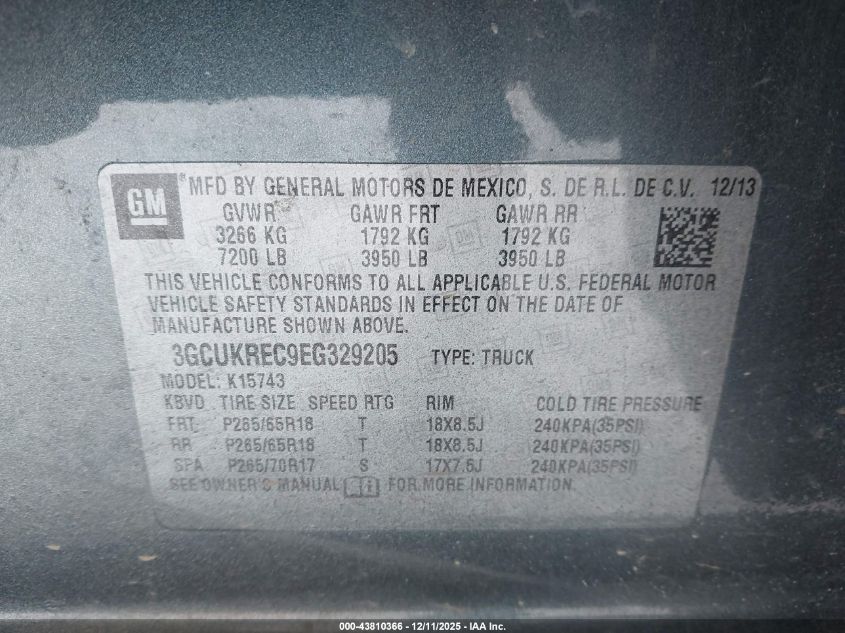 GM ® MFD BY GENERAL MOTORS DE MEXICO, S. DE R.L. DE C.V. 12/13
GVWR GAWR FRT GAWR RR
3266 KG 1792 KG 1792 KG
7200 LB 3950 LB 3950 LB
THIS VEHICLE CONFORMS TO ALL APPLICABLE U.S. FEDERAL MOTOR
VEHICLE SAFETY STANDARDS IN EFFECT ON THE DATE OF
MANUFACTURE SHOWN ABOVE.
3GCUKREC9EG329205 TYPE: TRUCK
MODEL: K15743
KBVD TIRE SIZE SPEED RTG RIM COLD TIRE PRESSURE
FRT P265/65R18 T 18X8.5J 240KPA(35PSI)
RR P265/65R18 T 18X8.5J 240KPA(35PSI)
SPA P265/70R17 S 17X7.5J 240KPA(35PSI)
SEE OWNER'S MANUAL FOR MORE INFORMATION.
000-43810366 - 12/11/2025 - IAA Inc.